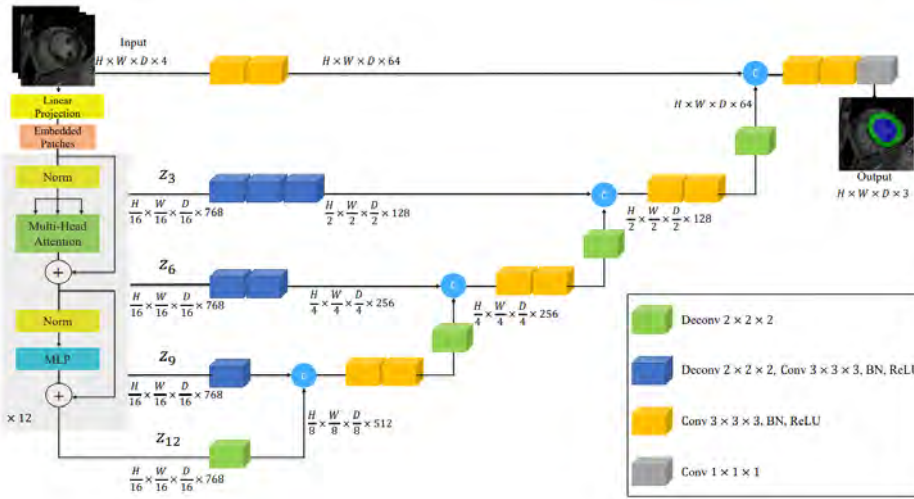 Input
H × W × D × 4
H × W × D × 64
C
H × W × D × 64
Linear
Projection
Embedded
Patches
Norm
Multi-Head
Attention
+
Norm
MLP
+
× 12
Z3
H/16 × W/16 × D/16 × 768
H/2 × W/2 × D/2 × 128
C
H/2 × W/2 × D/2 × 128
Output
H × W × D × 3
Z6
H/16 × W/16 × D/16 × 768
H/4 × W/4 × D/4 × 256
C
H/4 × W/4 × D/4 × 256
Z9
H/16 × W/16 × D/16 × 768
C
H/8 × W/8 × D/8 × 512
Z12
H/16 × W/16 × D/16 × 768
Deconv 2 × 2 × 2
Deconv 2 × 2 × 2, Conv 3 × 3 × 3, BN, ReLU
Conv 3 × 3 × 3, BN, ReLU
Conv 1 × 1 × 1